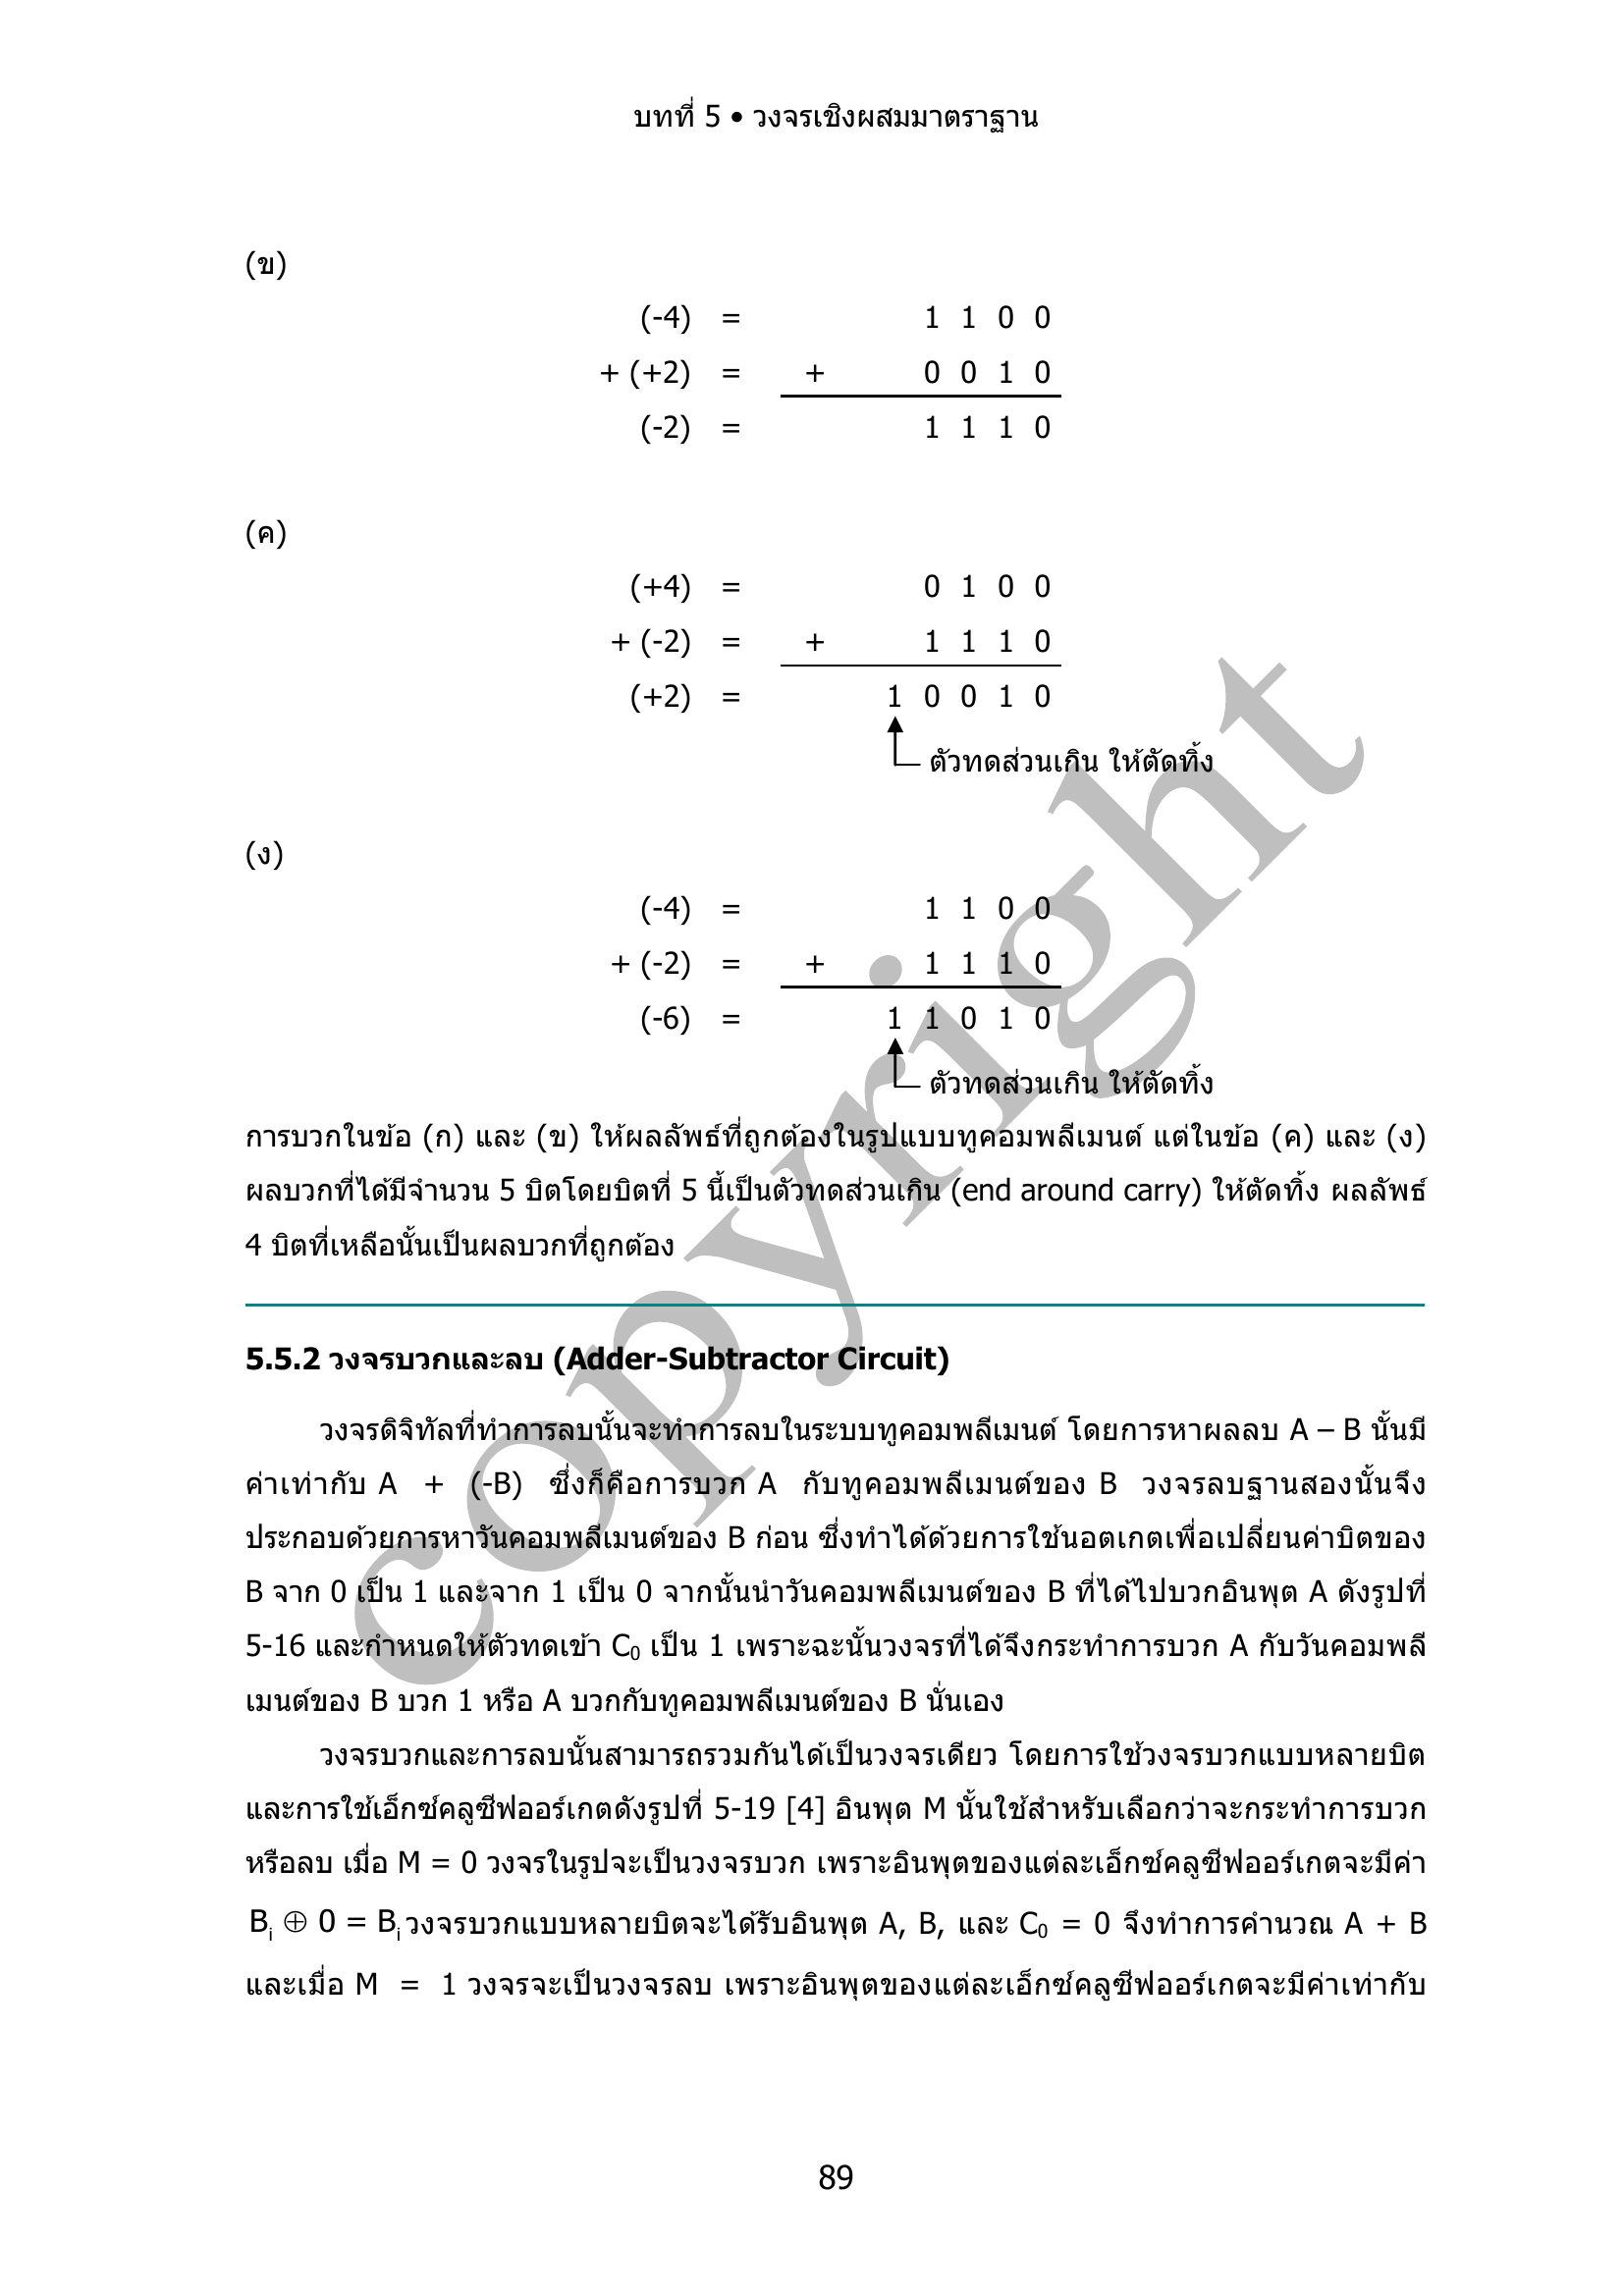 บทที่ 5 • วงจรเชิงผสมมาตราฐาน
(ข)
(-4) = 1 1 0 0
+ (+2) = + 0 0 1 0
(-2) = 1 1 1 0
(ค)
(+4) = 0 1 0 0
+ (-2) = + 1 1 1 0
(+2) = 1 0 0 1 0
ตัวทดส่วนเกิน ให้ตัดทิ้ง
(ง)
(-4) = 1 1 0 0
+ (-2) = + 1 1 1 0
(-6) = 1 1 0 1 0
ตัวทดส่วนเกิน ให้ตัดทิ้ง
การบวกในข้อ (ก) และ (ข) ให้ผลลัพธ์ที่ถูกต้องในรูปแบบทูคอมพลีเมนต์ แต่ในข้อ (ค) และ (ง)
ผลบวกที่ได้มีจำนวน 5 บิตโดยบิตที่ 5 นี้เป็นตัวทดส่วนเกิน (end around carry) ให้ตัดทิ้ง ผลลัพธ์
4 บิตที่เหลือนั้นเป็นผลบวกที่ถูกต้อง
5.5.2 วงจรบวกและลบ (Adder-Subtractor Circuit)
วงจรดิจิทัลที่ทำการลบนั้นจะทำการลบในระบบทูคอมพลีเมนต์ โดยการหาผลลบ A – B นั้นมี
ค่าเท่ากับ A + (-B) ซึ่งก็คือการบวก A กับทูคอมพลีเมนต์ของ B วงจรลบฐานสองนั้นจึง
ประกอบด้วยการหาวันคอมพลีเมนต์ของ B ก่อน ซึ่งทำได้ด้วยการใช้นอตเกตเพื่อเปลี่ยนค่าบิตของ
B จาก 0 เป็น 1 และจาก 1 เป็น 0 จากนั้นนำวันคอมพลีเมนต์ของ B ที่ได้ไปบวกอินพุต A ดังรูปที่
5-16 และกำหนดให้ตัวทดเข้า C₀ เป็น 1 เพราะฉะนั้นวงจรที่ได้จึงกระทำการบวก A กับวันคอมพลี
เมนต์ของ B บวก 1 หรือ A บวกกับทูคอมพลีเมนต์ของ B นั่นเอง
วงจรบวกและการลบนั้นสามารถรวมกันได้เป็นวงจรเดียว โดยการใช้วงจรบวกแบบหลายบิต
และการใช้เอ็กซ์คลูซีฟออร์เกตดังรูปที่ 5-19 [4] อินพุต M นั้นใช้สำหรับเลือกว่าจะกระทำการบวก
หรือลบ เมื่อ M = 0 วงจรในรูปจะเป็นวงจรบวก เพราะอินพุตของแต่ละเอ็กซ์คลูซีฟออร์เกตจะมีค่า
Bᵢ ⊕ 0 = Bᵢ วงจรบวกแบบหลายบิตจะได้รับอินพุต A, B, และ C₀ = 0 จึงทำการคำนวณ A + B
และเมื่อ M = 1 วงจรจะเป็นวงจรลบ เพราะอินพุตของแต่ละเอ็กซ์คลูซีฟออร์เกตจะมีค่าเท่ากับ
89
copyright